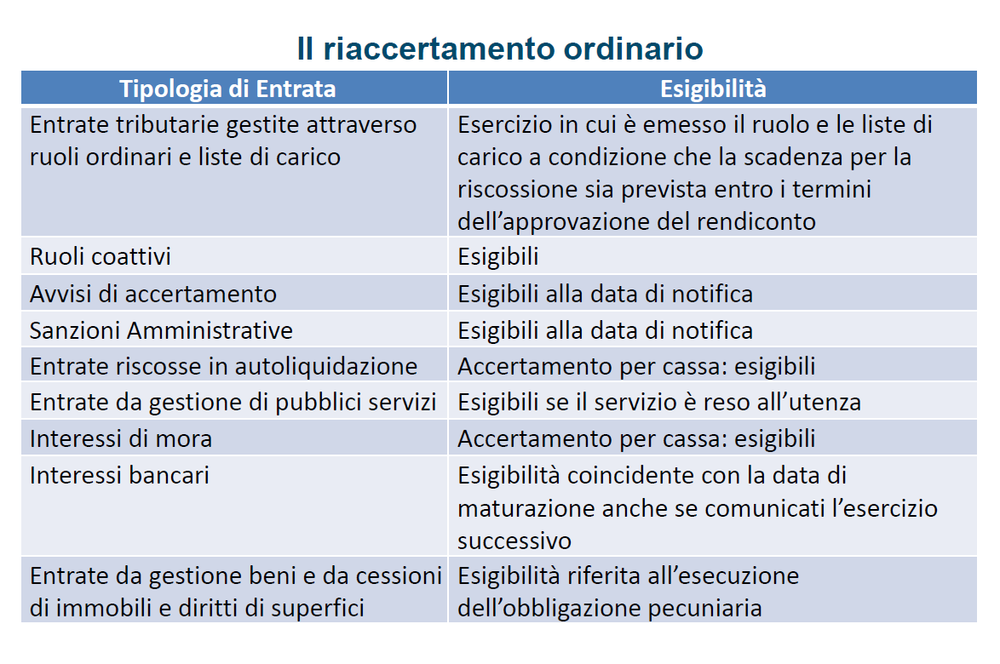 Il riaccertamento ordinario
Tipologia di Entrata
Esigibilità
Entrate tributarie gestite attraverso
ruoli ordinari e liste di carico
Esercizio in cui è emesso il ruolo e le liste di
carico a condizione che la scadenza per la
riscossione sia prevista entro i termini
dell’approvazione del rendiconto
Ruoli coattivi
Esigibili
Avvisi di accertamento
Esigibili alla data di notifica
Sanzioni Amministrative
Esigibili alla data di notifica
Entrate riscosse in autoliquidazione
Accertamento per cassa: esigibili
Entrate da gestione di pubblici servizi
Esigibili se il servizio è reso all’utenza
Interessi di mora
Accertamento per cassa: esigibili
Interessi bancari
Esigibilità coincidente con la data di
maturazione anche se comunicati l’esercizio
successivo
Entrate da gestione beni e da cessioni
di immobili e diritti di superfici
Esigibilità riferita all’esecuzione
dell’obbligazione pecuniaria